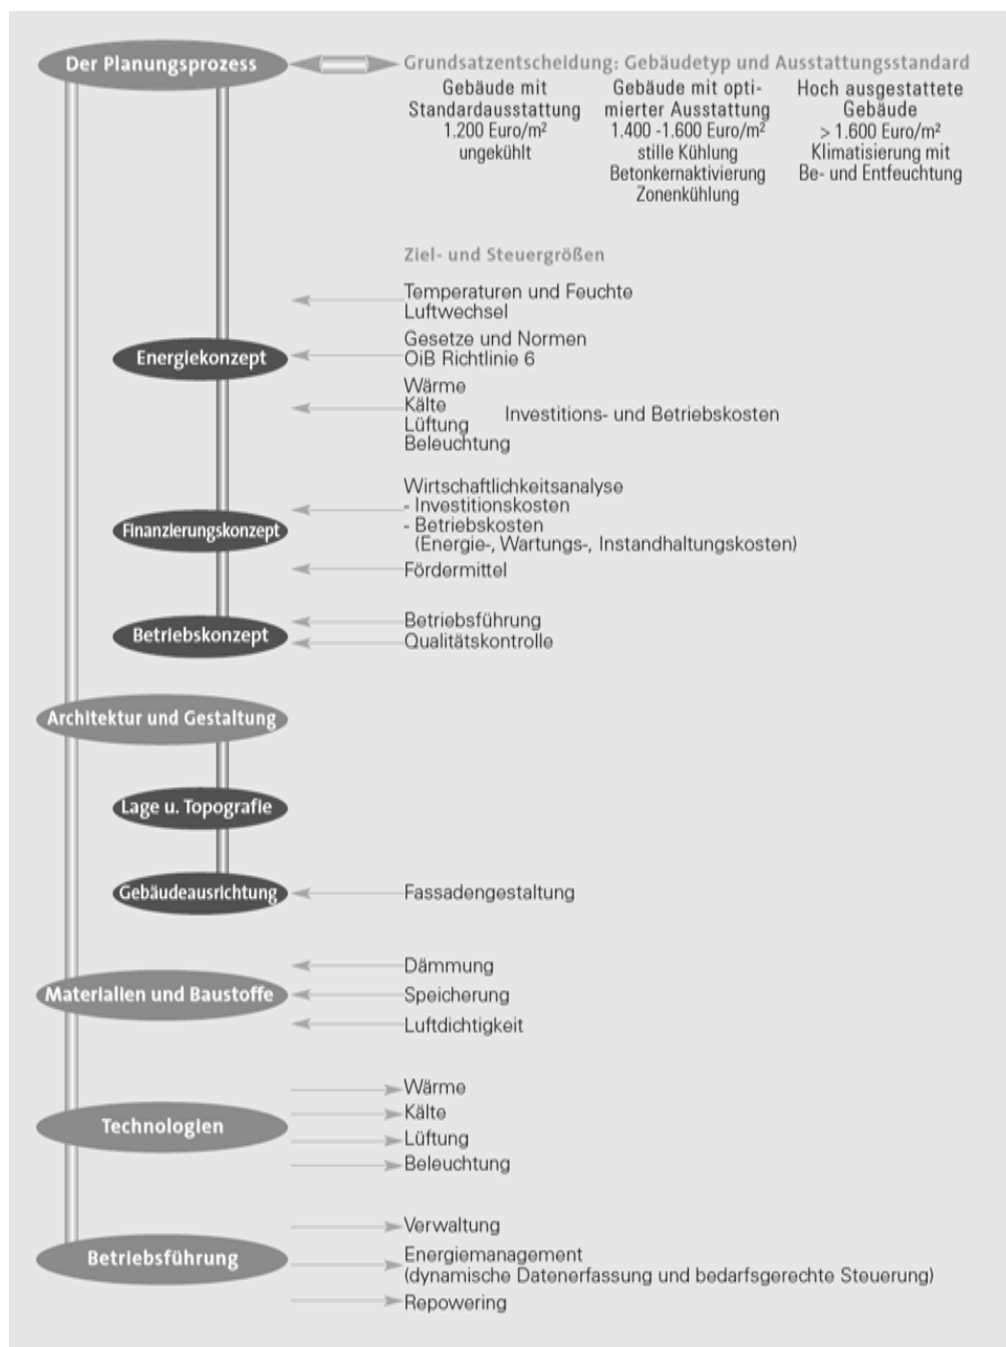 Der Planungsprozess
Grundsatzentscheidung: Gebäudetyp und Ausstattungsstandard
Gebäude mit
Standardausstattung
1.200 Euro/m²
ungekühlt
Gebäude mit opti-
mierter Ausstattung
1.400 -1.600 Euro/m²
stille Kühlung
Betonkernaktivierung
Zonenkühlung
Hoch ausgestattete
Gebäude
> 1.600 Euro/m²
Klimatisierung mit
Be- und Entfeuchtung
Ziel- und Steuergrößen
Temperaturen und Feuchte
Luftwechsel
Energiekonzept
Gesetze und Normen
OiB Richtlinie 6
Wärme
Kälte
Lüftung
Beleuchtung
Investitions- und Betriebskosten
Finanzierungskonzept
Wirtschaftlichkeitsanalyse
- Investitionskosten
- Betriebskosten
(Energie-, Wartungs-, Instandhaltungskosten)
Fördermittel
Betriebskonzept
Betriebsführung
Qualitätskontrolle
Architektur und Gestaltung
Lage u. Topografie
Gebäudeausrichtung
Fassadengestaltung
Materialien und Baustoffe
Dämmung
Speicherung
Luftdichtigkeit
Technologien
Wärme
Kälte
Lüftung
Beleuchtung
Betriebsführung
Verwaltung
Energiemanagement
(dynamische Datenerfassung und bedarfsgerechte Steuerung)
Repowering